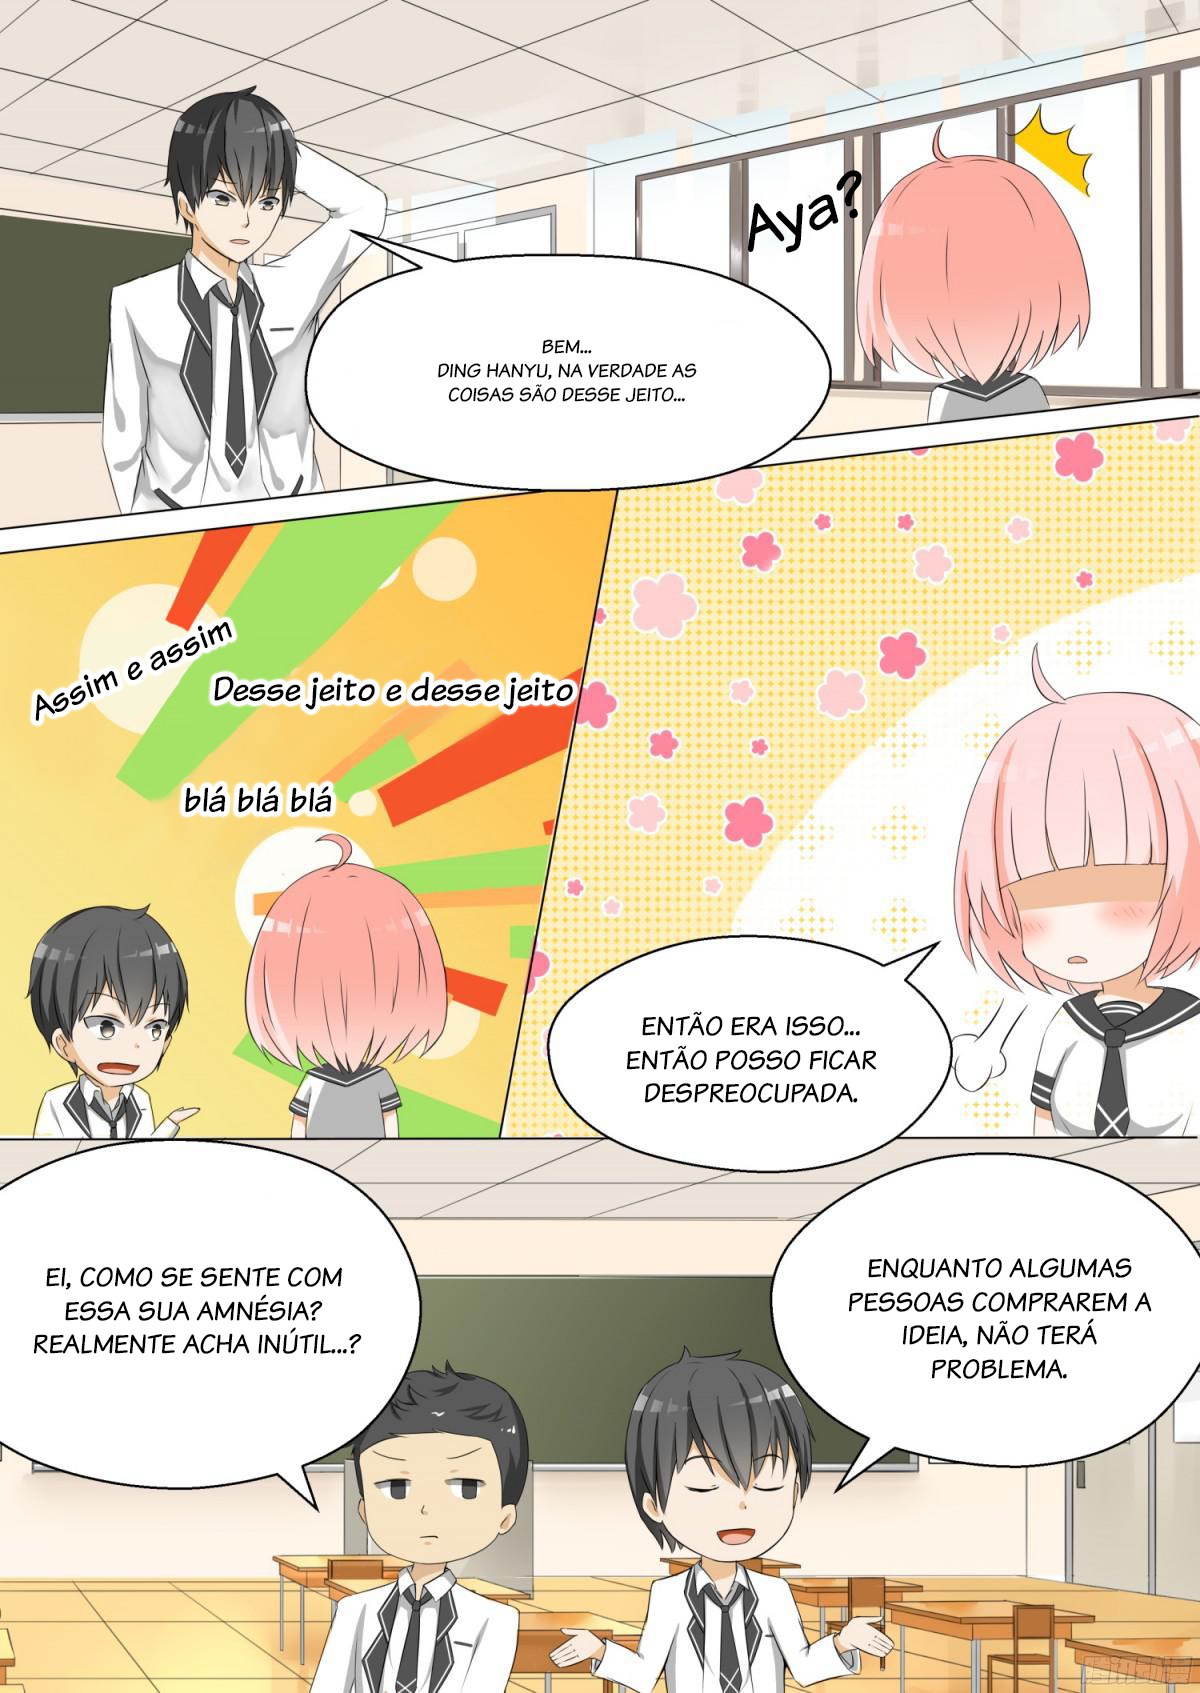 Aya?
BEM...
DING HANYU, NA VERDADE AS
COISAS SÃO DESSE JEITO...
Assim e assim
Desse jeito e desse jeito
blá blá blá
ENTÃO ERA ISSO...
ENTÃO POSSO FICAR
DESPREOCUPADA.
EI, COMO SE SENTE COM
ESSA SUA AMNÉSIA?
REALMENTE ACHA INÚTIL...?
ENQUANTO ALGUMAS
PESSOAS COMPRAREM A
IDEIA, NÃO TERÁ
PROBLEMA.